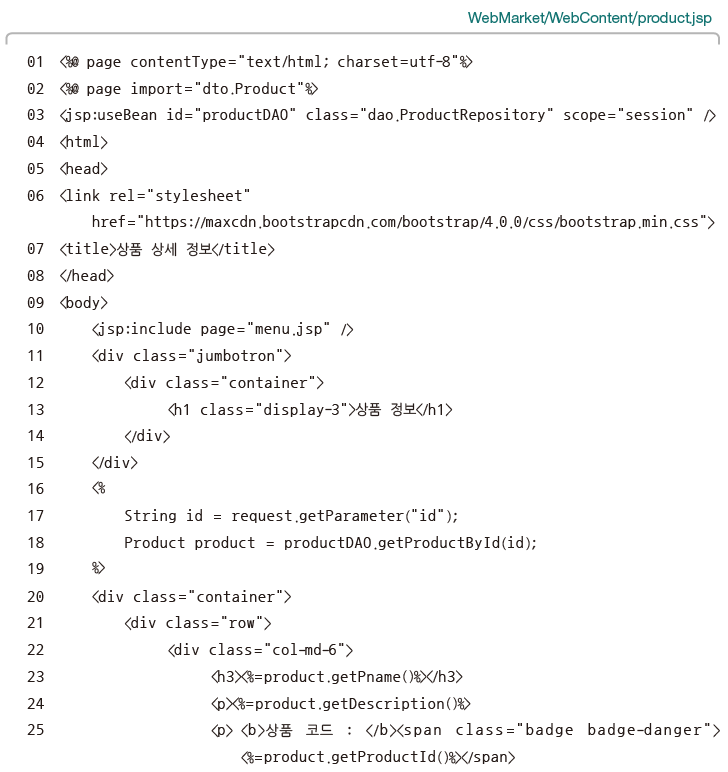 WebMarket/WebContent/product.jsp
01 <%@ page contentType="text/html; charset=utf-8"%>
02 <%@ page import="dto.Product"%>
03 <jsp:useBean id="productDAO" class="dao.ProductRepository" scope="session" />
04 <html>
05 <head>
06 <link rel="stylesheet"
href="https://maxcdn.bootstrapcdn.com/bootstrap/4.0.0/css/bootstrap.min.css">
07 <title>상품 상세 정보</title>
08 </head>
09 <body>
10 <jsp:include page="menu.jsp" />
11 <div class="jumbotron">
12 <div class="container">
13 <h1 class="display-3">상품 정보</h1>
14 </div>
15 </div>
16 <%
17 String id = request.getParameter("id");
18 Product product = productDAO.getProductById(id);
19 %>
20 <div class="container">
21 <div class="row">
22 <div class="col-md-6">
23 <h3><%=product.getPname()%></h3>
24 <p><%=product.getDescription()%>
25 <p> <b>상품 코드 : </b><span class="badge badge-danger">
<%=product.getProductId()%></span>